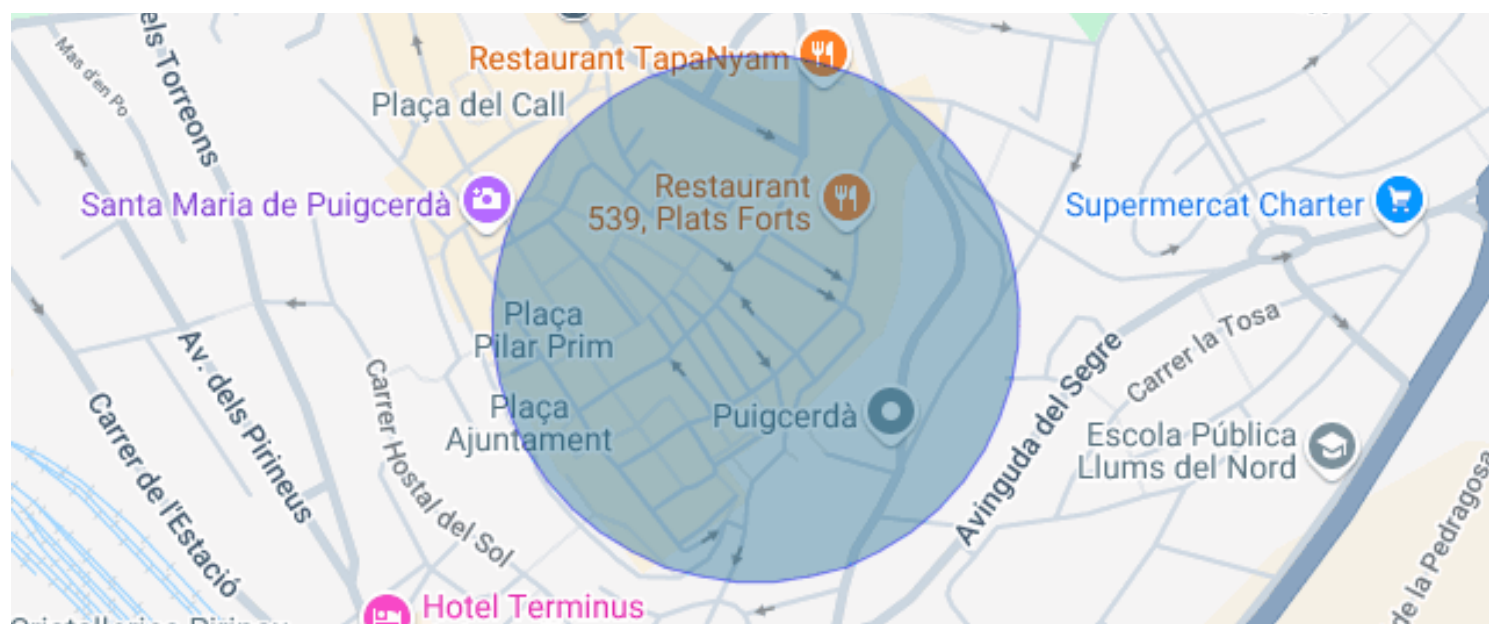 Restaurant TapaNyam
Mas d'en Po
els Torreons
Plaça del Call
Santa Maria de Puigcerdà
Restaurant
539, Plats Forts
Supermercat Charter
Plaça
Pilar Prim
Av. dels Pirineus
Carrer Hostal del Sol
Carrer la Tosa
Avinguda del Segre
Plaça
Ajuntament
Puigcerdà
Carrer de l'Estació
Escola Pública
Llums del Nord
de la Pedragosa
Hotel Terminus